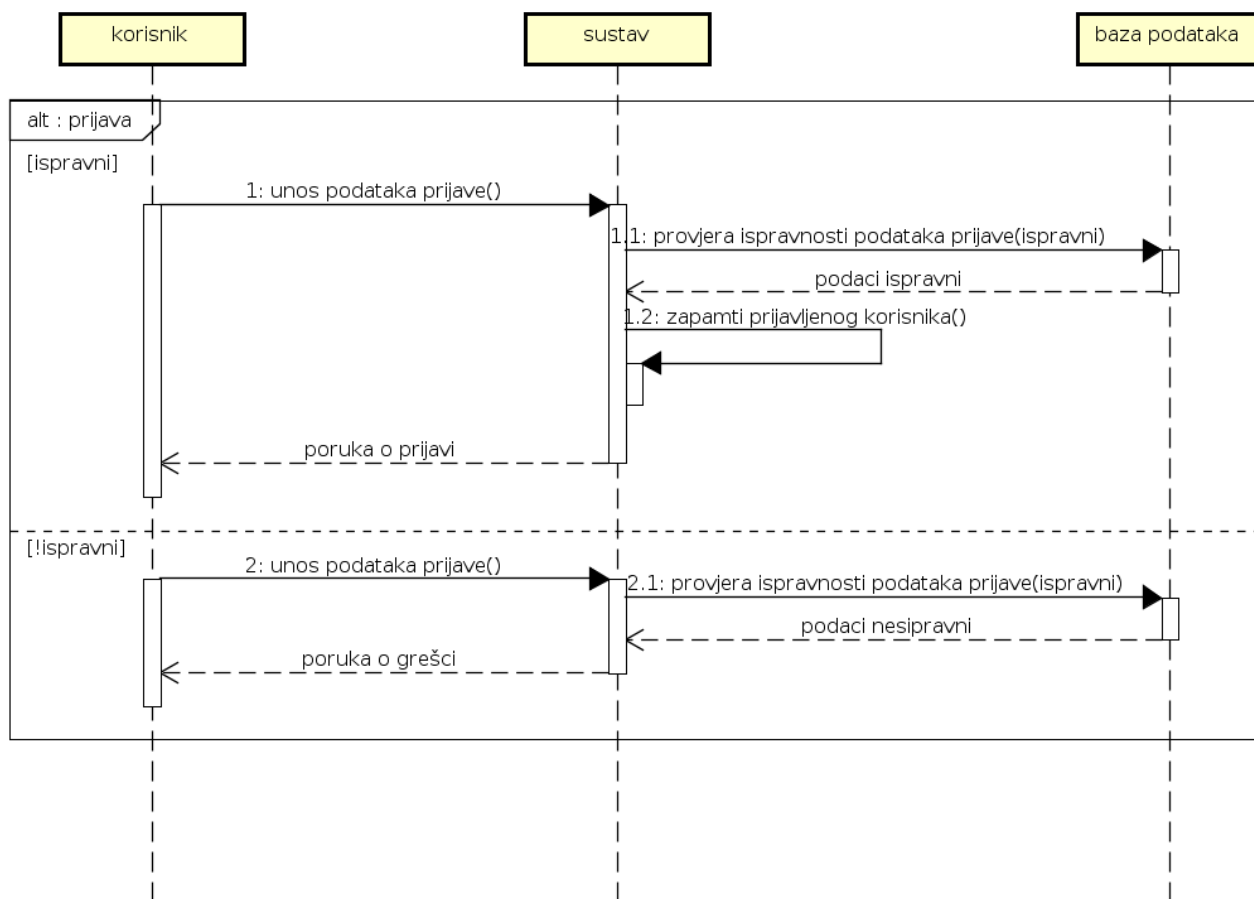 korisnik
sustav
baza podataka
alt : prijava
[ispravni]
1: unos podataka prijave()
1.1: provjera ispravnosti podataka prijave(ispravni)
podaci ispravni
1.2: zapamti prijavljenog korisnika()
poruka o prijavi
[!ispravni]
2: unos podataka prijave()
2.1: provjera ispravnosti podataka prijave(ispravni)
podaci nesipravni
poruka o grešci